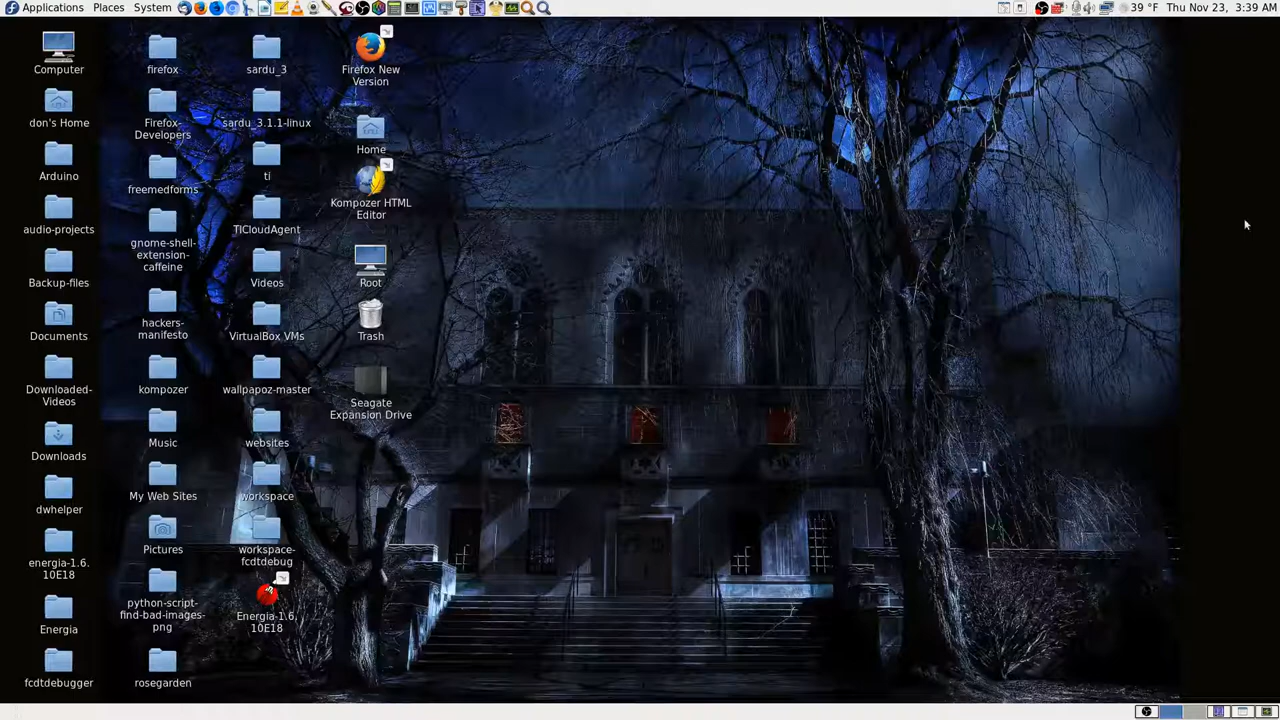 Applications Places System 39 °F Thu Nov 23, 3:39 AM
Computer
don's Home
Arduino
audio-projects
Backup-files
Documents
Downloaded-
Videos
Downloads
dwhelper
energia-1.6.
10E18
Energia
fcdtdebugger
firefox
Firefox-
Developers
freemedforms
gnome-shell-
extension-
caffeine
hackers-
manifesto
kompozer
Music
My Web Sites
Pictures
python-script-
find-bad-images-
png
rosegarden
sardu_3
sardu_3.1.1-linux
ti
TICloudAgent
Videos
VirtualBox VMs
wallpapoz-master
websites
workspace
workspace-
fcdtdebug
Energia-1.6.
10E18
Firefox New
Version
Home
Kompozer HTML
Editor
Root
Trash
Seagate
Expansion Drive